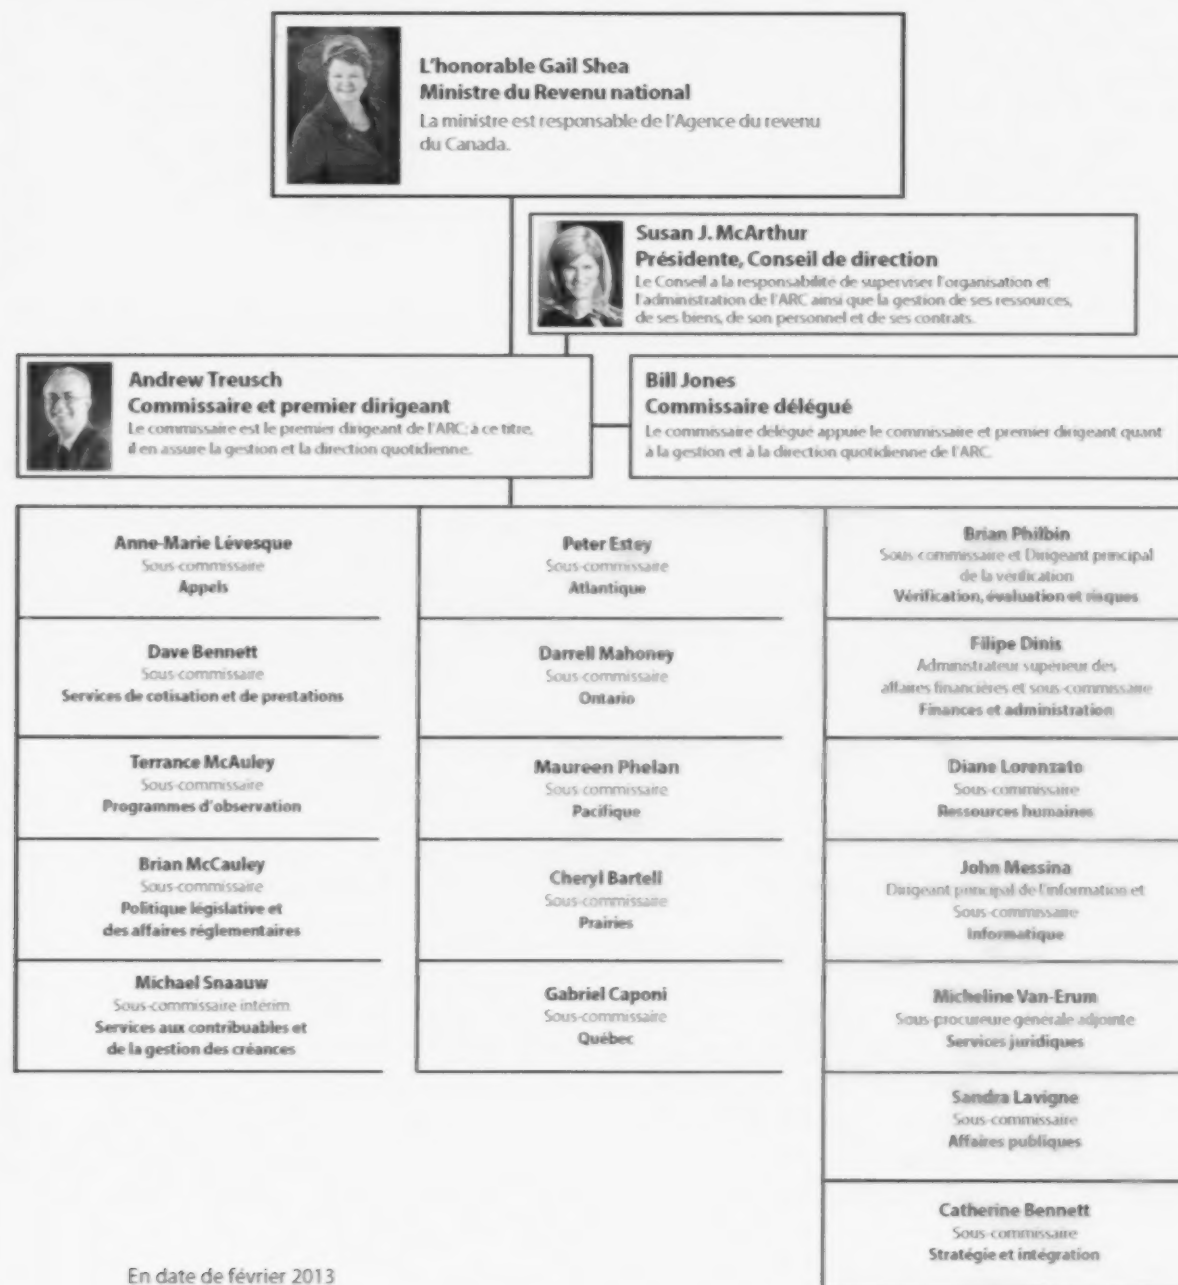 L'honorable Gail Shea
Ministre du Revenu national
La ministre est responsable de l'Agence du revenu
du Canada.
Susan J. McArthur
Présidente, Conseil de direction
Le Conseil a la responsabilité de superviser l'organisation et
l'administration de l'ARC ainsi que la gestion de ses ressources,
de ses biens, de son personnel et de ses contrats.
Andrew Treusch
Commissaire et premier dirigeant
Le commissaire est le premier dirigeant de l'ARC; à ce titre,
il en assure la gestion et la direction quotidienne.
Bill Jones
Commissaire délégué
Le commissaire délégué appuie le commissaire et premier dirigeant quant
à la gestion et à la direction quotidienne de l'ARC.
Anne-Marie Lévesque
Sous-commissaire
Appels
Dave Bennett
Sous-commissaire
Services de cotisation et de prestations
Terrance McAuley
Sous-commissaire
Programmes d'observation
Brian McCauley
Sous-commissaire
Politique législative et
des affaires réglementaires
Michael Snaauw
Sous-commissaire intérim
Services aux contribuables et
de la gestion des créances
Peter Estey
Sous-commissaire
Atlantique
Darrell Mahoney
Sous-commissaire
Ontario
Maureen Phelan
Sous-commissaire
Pacifique
Cheryl Bartell
Sous-commissaire
Prairies
Gabriel Caponi
Sous-commissaire
Québec
Brian Philbin
Sous-commissaire et Dirigeant principal
de la vérification
Vérification, évaluation et risques
Filipe Dinis
Administrateur supérieur des
affaires financières et sous-commissaire
Finances et administration
Diane Lorenzato
Sous-commissaire
Ressources humaines
John Messina
Dirigeant principal de l'information et
Sous-commissaire
Informatique
Micheline Van-Erum
Sous-procureure générale adjointe
Services juridiques
Sandra Lavigne
Sous-commissaire
Affaires publiques
Catherine Bennett
Sous-commissaire
Stratégie et intégration
En date de février 2013